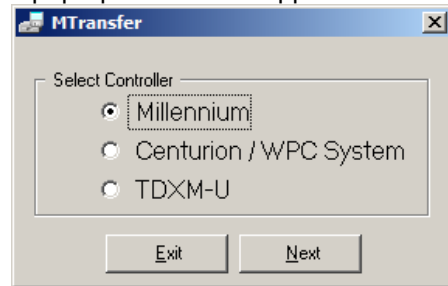 MTransfer
Select Controller
Millennium
Centurion / WPC System
TDXM-U
Exit
Next